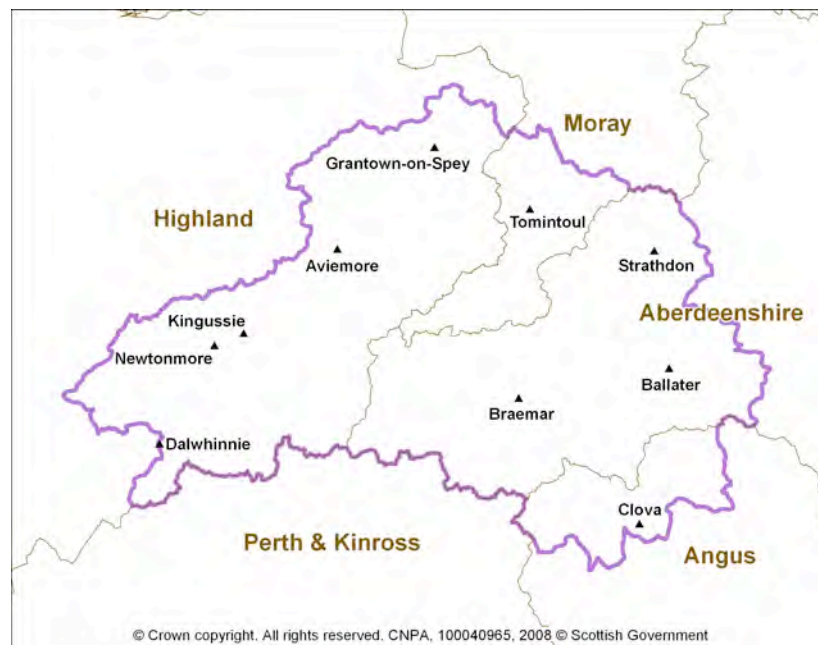 Moray
Grantown-on-Spey
Highland
Tomintoul
Aviemore
Strathdon
Aberdeenshire
Kingussie
Newtonmore
Ballater
Braemar
Dalwhinnie
Clova
Perth & Kinross
Angus
© Crown copyright. All rights reserved. CNPA, 100040965, 2008 © Scottish Government